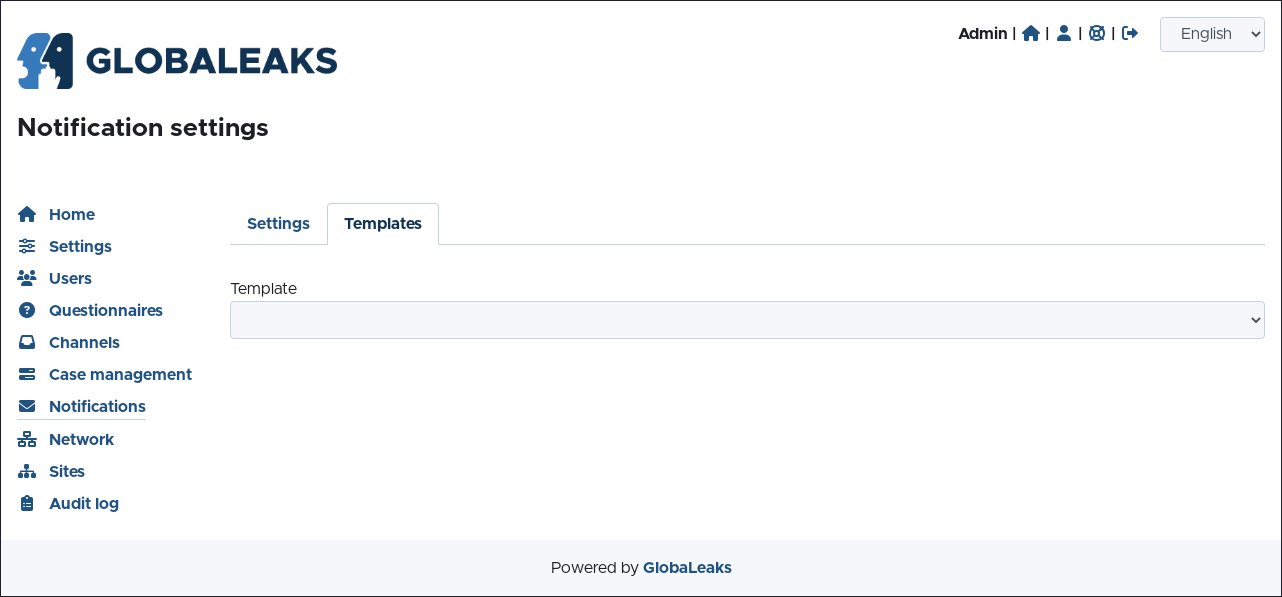 GLOBALEAKS
Admin | | | |
English
Notification settings
Home
Settings
Users
Questionnaires
Channels
Case management
Notifications
Network
Sites
Audit log
Settings
Templates
Template
Powered by GlobaLeaks